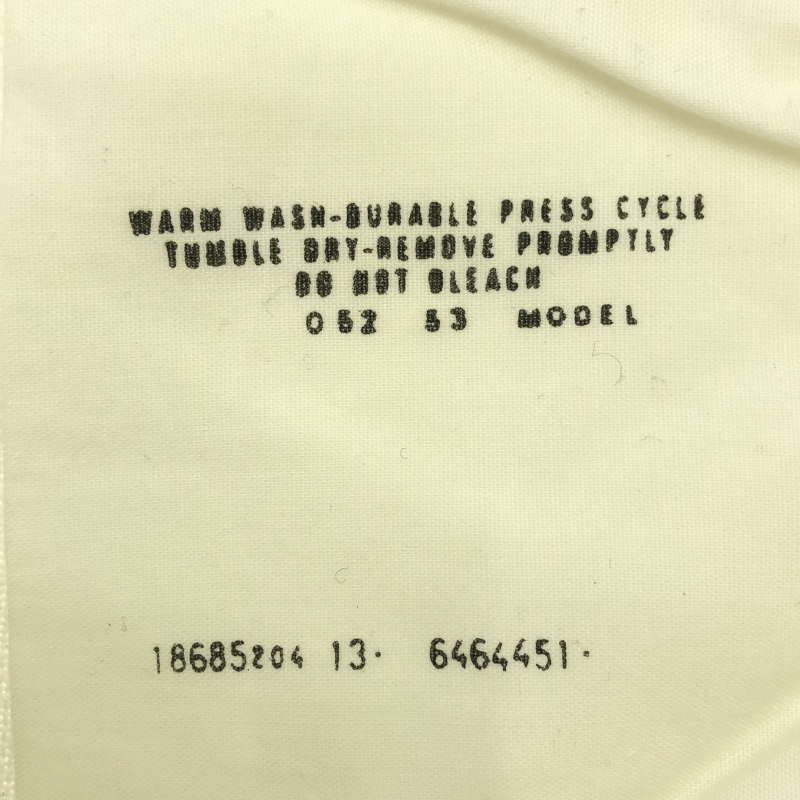 WARM WASH-DURABLE PRESS CYCLE
TUMBLE DRY-REMOVE PROMPTLY
DO NOT BLEACH
052 53 MODEL
18685204 13. 6464451.